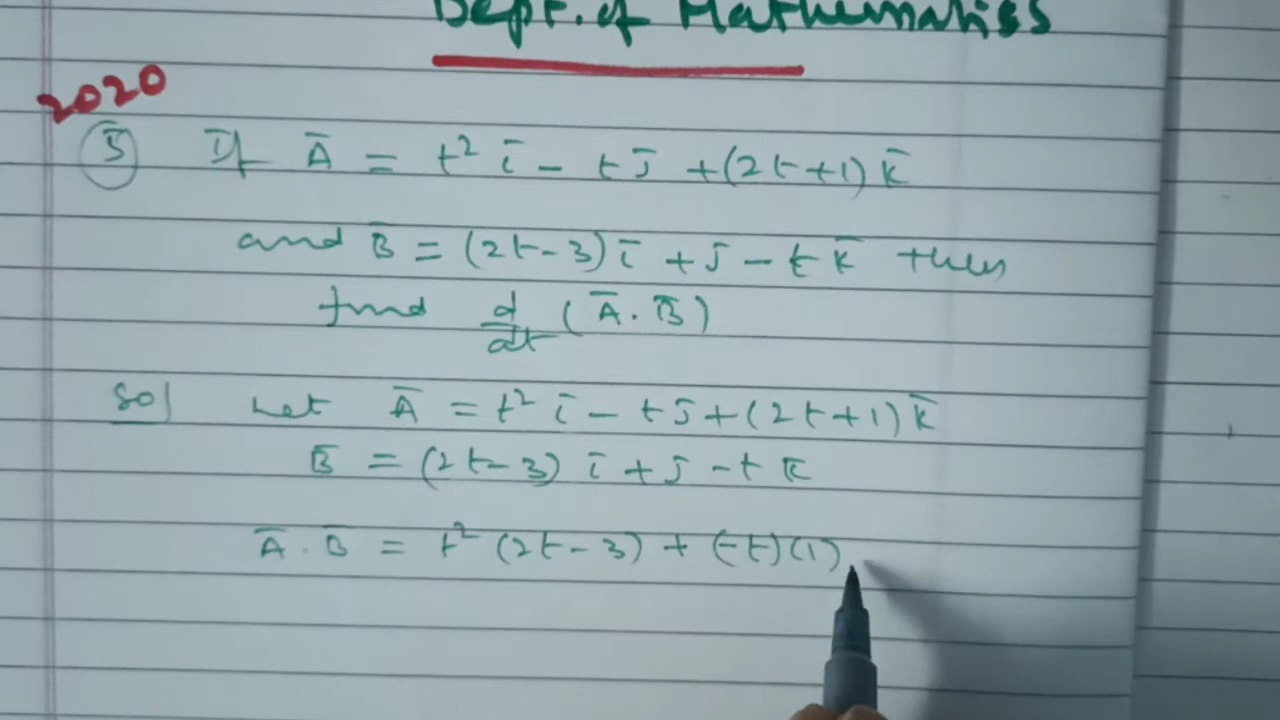 Dept. of Mathematics
2020
5 If Ā = t² ī - t j̄ + (2t+1) k̄
and B̄ = (2t-3) ī + j̄ - t k̄ then
find d/dt (Ā . B̄)
Sol Let Ā = t² ī - t j̄ + (2t+1) k̄
B̄ = (2t-3) ī + j̄ - t k̄
Ā . B̄ = t² (2t-3) + (-t)(1)